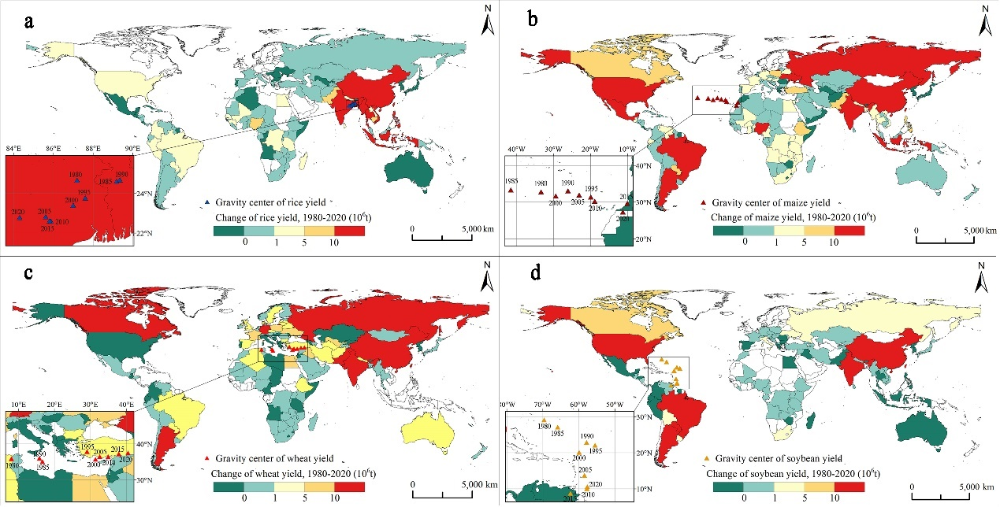 a
N
84°E 86°E 88°E 90°E
1980
1990
1985
1995
24°N
2000
2020
2005
2010
2015
22°N
Gravity center of rice yield
Change of rice yield, 1980-2020 (10⁶t)
0 1 5 10
0 5,000 km
b
N
40°W 30°W 20°W 10°W
40°N
1985
1980
1990
1995
2000
2005
2010
30°N
2020
20°N
Gravity center of maize yield
Change of maize yield, 1980-2020 (10⁶t)
0 1 5 10
0 5,000 km
c
N
10°E 20°E 30°E 40°E
1995
2015
40°N
1990
2005
1980
1985
2000
2010
2020
30°N
Gravity center of wheat yield
Change of wheat yield, 1980-2020 (10⁶t)
0 1 5 10
0 5,000 km
d
N
80°W 70°W 60°W 50°W
30°N
1980
1985
1990
1995
2000
20°N
2005
2020
2010
2015
10°N
Gravity center of soybean yield
Change of soybean yield, 1980-2020 (10⁶t)
0 1 5 10
0 5,000 km